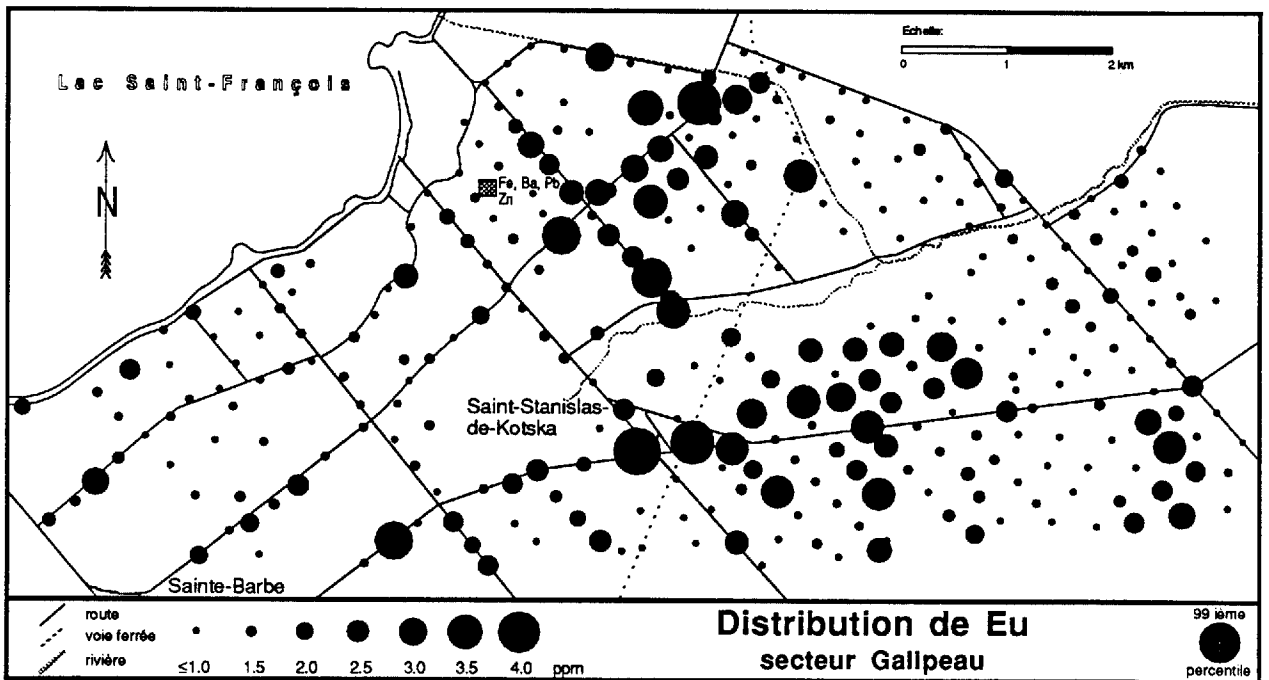 Echelle:
0 1 2 km
Lac Saint-François
N
Fe, Ba, Pb
Zn
Saint-Stanislas-
de-Kotska
Sainte-Barbe
route
voie ferrée
rivière
≤1.0 1.5 2.0 2.5 3.0 3.5 4.0 ppm
Distribution de Eu
secteur Galipeau
99 ième
percentile